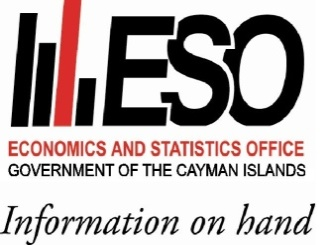 ESO
ECONOMICS AND STATISTICS OFFICE
GOVERNMENT OF THE CAYMAN ISLANDS
Information on hand